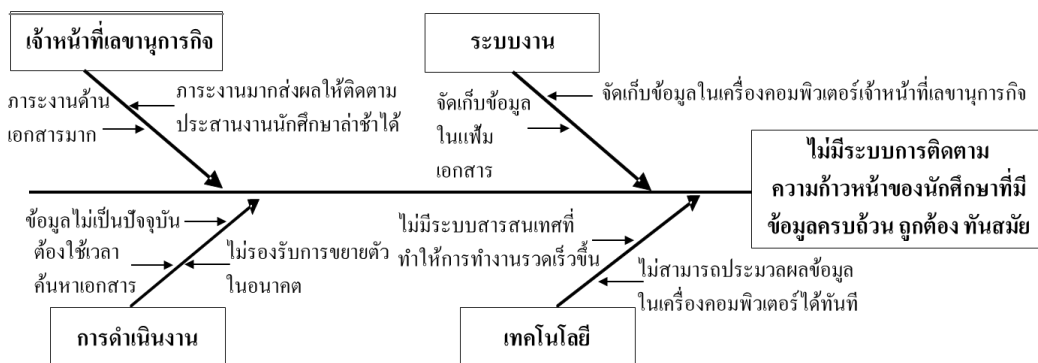 เจ้าหน้าที่เลขานุการกิจ
ระบบงาน
ภาระงานด้าน
เอกสารมาก
ภาระงานมากส่งผลให้ติดตาม
ประสานงานนักศึกษาล่าช้าได้
จัดเก็บข้อมูล
ในแฟ้ม
เอกสาร
จัดเก็บข้อมูลในเครื่องคอมพิวเตอร์เจ้าหน้าที่เลขานุการกิจ
ไม่มีระบบการติดตาม
ความก้าวหน้าของนักศึกษาที่มี
ข้อมูลครบถ้วน ถูกต้อง ทันสมัย
ข้อมูลไม่เป็นปัจจุบัน
ต้องใช้เวลา
ค้นหาเอกสาร
ไม่รองรับการขยายตัว
ในอนาคต
ไม่มีระบบสารสนเทศที่
ทำให้การทำงานรวดเร็วขึ้น
ไม่สามารถประมวลผลข้อมูล
ในเครื่องคอมพิวเตอร์ได้ทันที
การดำเนินงาน
เทคโนโลยี